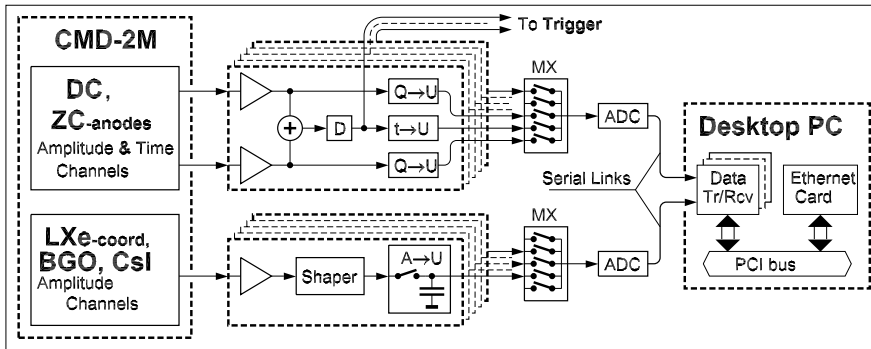 CMD-2M
DC,
ZC-anodes
Amplitude & Time
Channels
LXe-coord,
BGO, CsI
Amplitude
Channels
To Trigger
Q→U
D
t→U
Q→U
MX
ADC
Serial Links
Shaper
A→U
MX
ADC
Desktop PC
Data
Tr/Rcv
Ethernet
Card
PCI bus